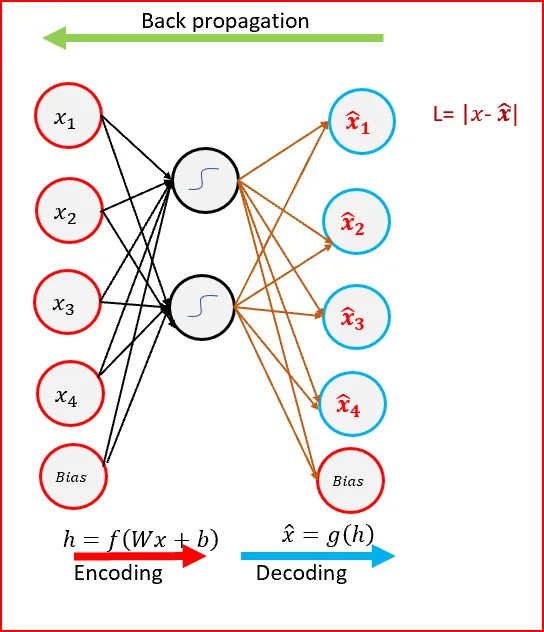 Back propagation
x₁
x̂₁
L= |x- x̂|
x₂
x̂₂
x₃
x̂₃
x₄
x̂₄
Bias
Bias
h = f(Wx + b)
x̂ = g(h)
Encoding
Decoding